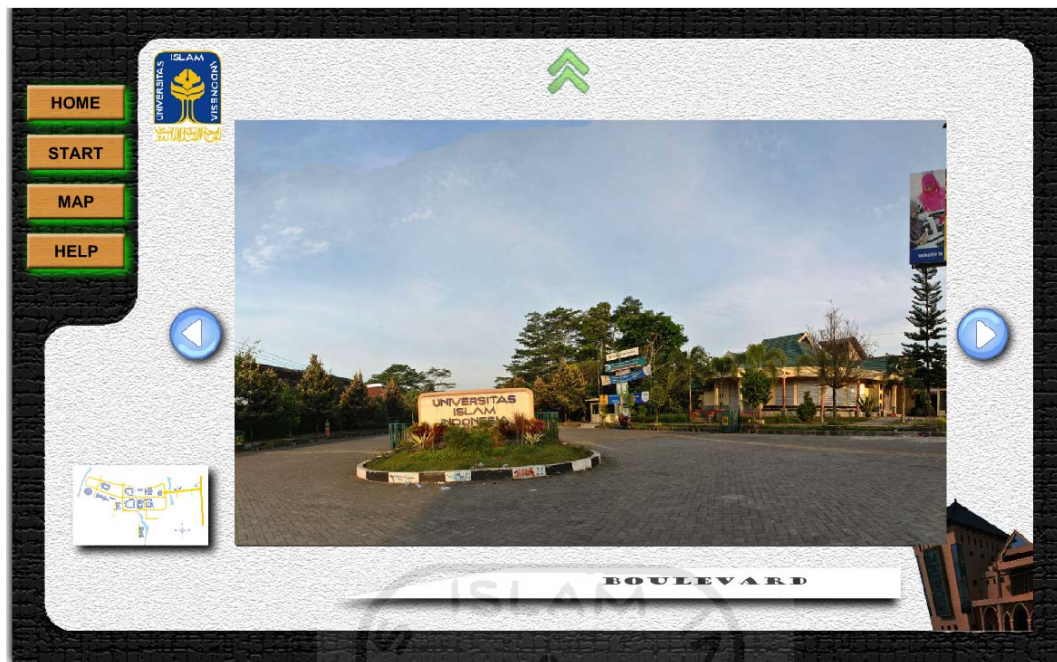 UNIVERSITAS ISLAM INDONESIA
HOME
START
MAP
HELP
UNIVERSITAS
ISLAM
INDONESIA
BOULEVARD
ISLAM